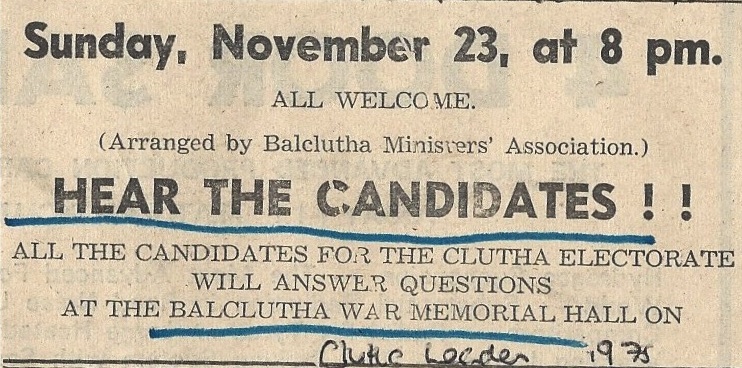 Sunday, November 23, at 8 pm.
ALL WELCOME.
(Arranged by Balclutha Ministers' Association.)
HEAR THE CANDIDATES ! !
ALL THE CANDIDATES FOR THE CLUTHA ELECTORATE
WILL ANSWER QUESTIONS
AT THE BALCLUTHA WAR MEMORIAL HALL ON
Clutha Leader 1975